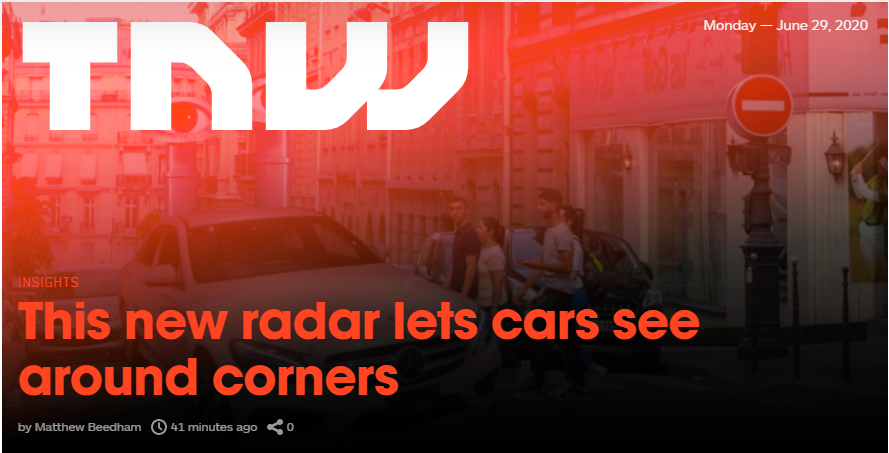 TNW
Monday — June 29, 2020
INSIGHTS
This new radar lets cars see
around corners
by Matthew Beedham 41 minutes ago 0